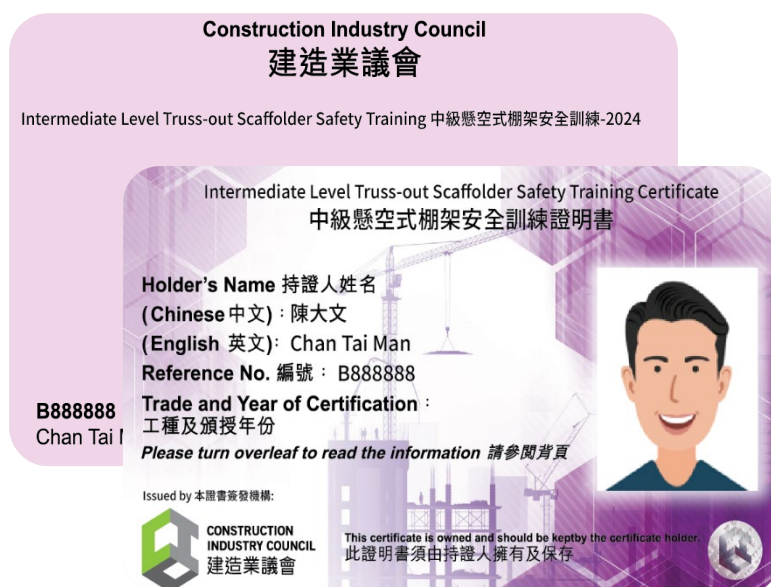 Construction Industry Council
建造業議會
Intermediate Level Truss-out Scaffolder Safety Training 中級懸空式棚架安全訓練-2024
B888888
Chan Tai
Intermediate Level Truss-out Scaffolder Safety Training Certificate
中級懸空式棚架安全訓練證明書
Holder's Name 持證人姓名
(Chinese中文)：陳大文
(English 英文): Chan Tai Man
Reference No. 編號： B888888
Trade and Year of Certification：
工種及頒授年份
Please turn overleaf to read the information 請參閱背頁
Issued by 本證書簽發機構:
CONSTRUCTION
INDUSTRY COUNCIL
建造業議會
This certificate is owned and should be keptby the certificate holder.
此證明書須由持證人擁有及保存